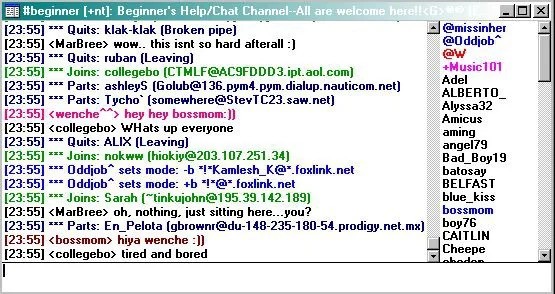 #beginner [+nt]: Beginner's Help/Chat Channel--All are welcome here!!<G>
[23:55] *** Quits: klak-klak (Broken pipe)
[23:55] <MarBree> wow.. this isnt so hard afterall :)
[23:55] *** Quits: ruban (Leaving)
[23:55] *** Joins: collegebo (CTMLF@AC9FDDD3.ipt.aol.com)
[23:55] *** Parts: ashleyS (Golub@136.pym4.pym.dialup.nauticom.net)
[23:55] *** Parts: Tycho` (somewhere@StevTC23.saw.net)
[23:55] <wenche^^> hey hey bossmom:))
[23:55] <collegebo> WHats up everyone
[23:55] *** Quits: ALIX (Leaving)
[23:55] *** Joins: nokww (hiokiy@203.107.251.34)
[23:55] *** Oddjob^ sets mode: -b *!*Kamlesh_K@*.foxlink.net
[23:55] *** Oddjob^ sets mode: +b *!*@*.foxlink.net
[23:55] *** Joins: Sarah (~tinkujohn@195.39.142.189)
[23:55] <MarBree> oh, nothing, just sitting here...you?
[23:55] *** Parts: En_Pelota (gbrownr@du-148-235-180-54.prodigy.net.mx)
[23:55] <bossmom> hiya wenche :))
[23:55] <collegebo> tired and bored
@missinher
@Oddjob^
@W
+Music101
Adel
ALBERTO_
Alyssa32
Amicus
aming
angel79
Bad_Boy19
batosay
BELFAST
blue_kiss
bossmom
boy76
CAITLIN
Cheepe